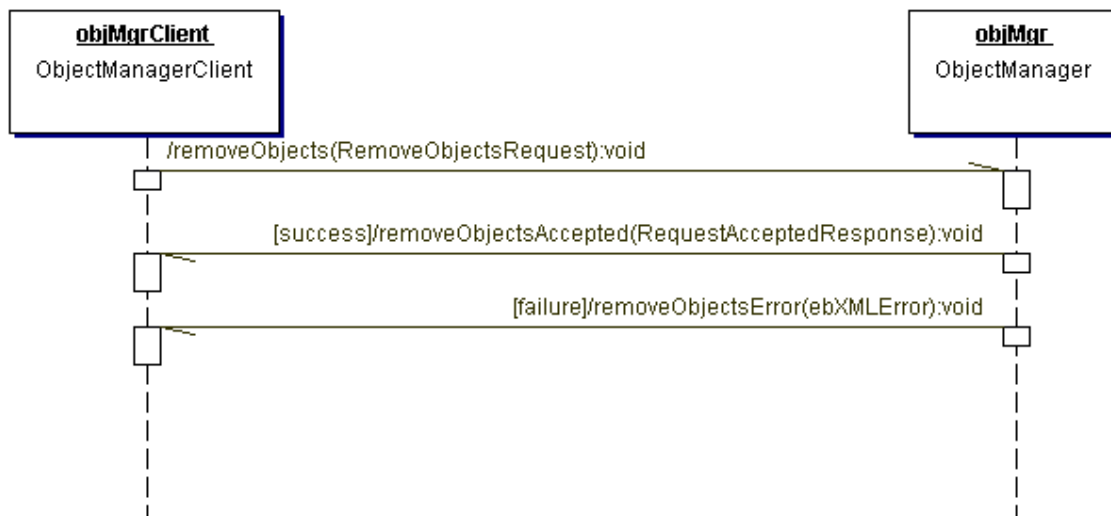 objMgrClient
ObjectManagerClient
objMgr
ObjectManager
/removeObjects(RemoveObjectsRequest):void
[success]/removeObjectsAccepted(RequestAcceptedResponse):void
[failure]/removeObjectsError(ebXMLError):void